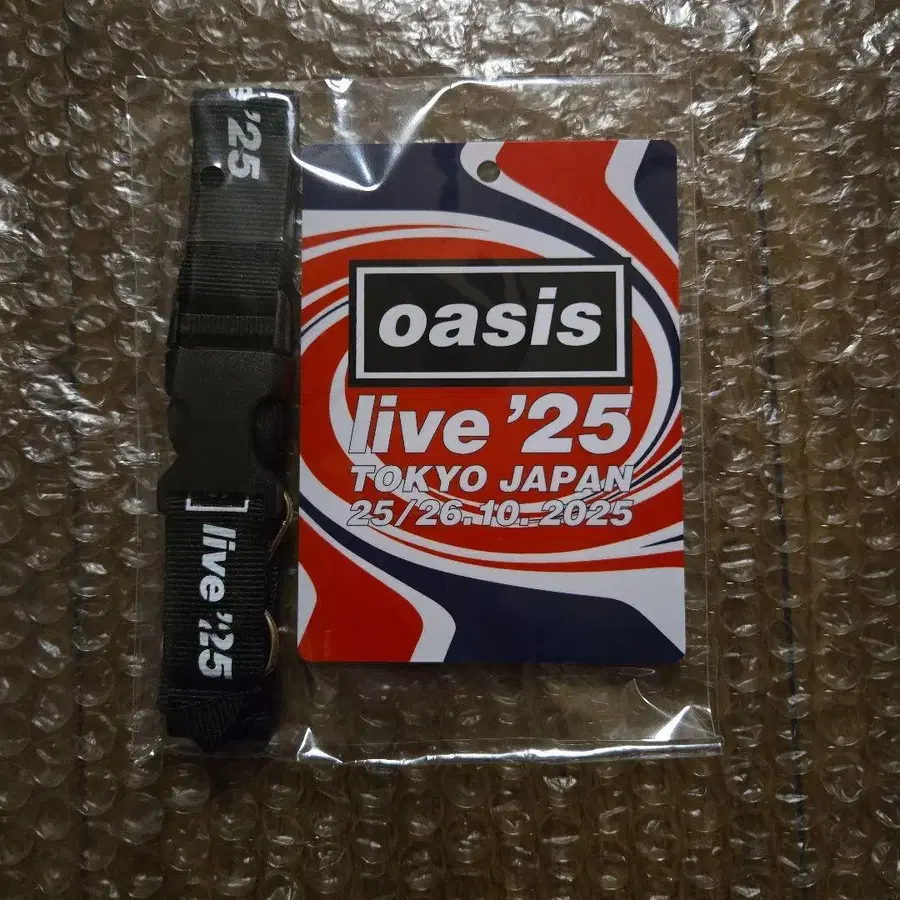 '25
oasis
live '25
TOKYO JAPAN
25/26.10.2025
live '25